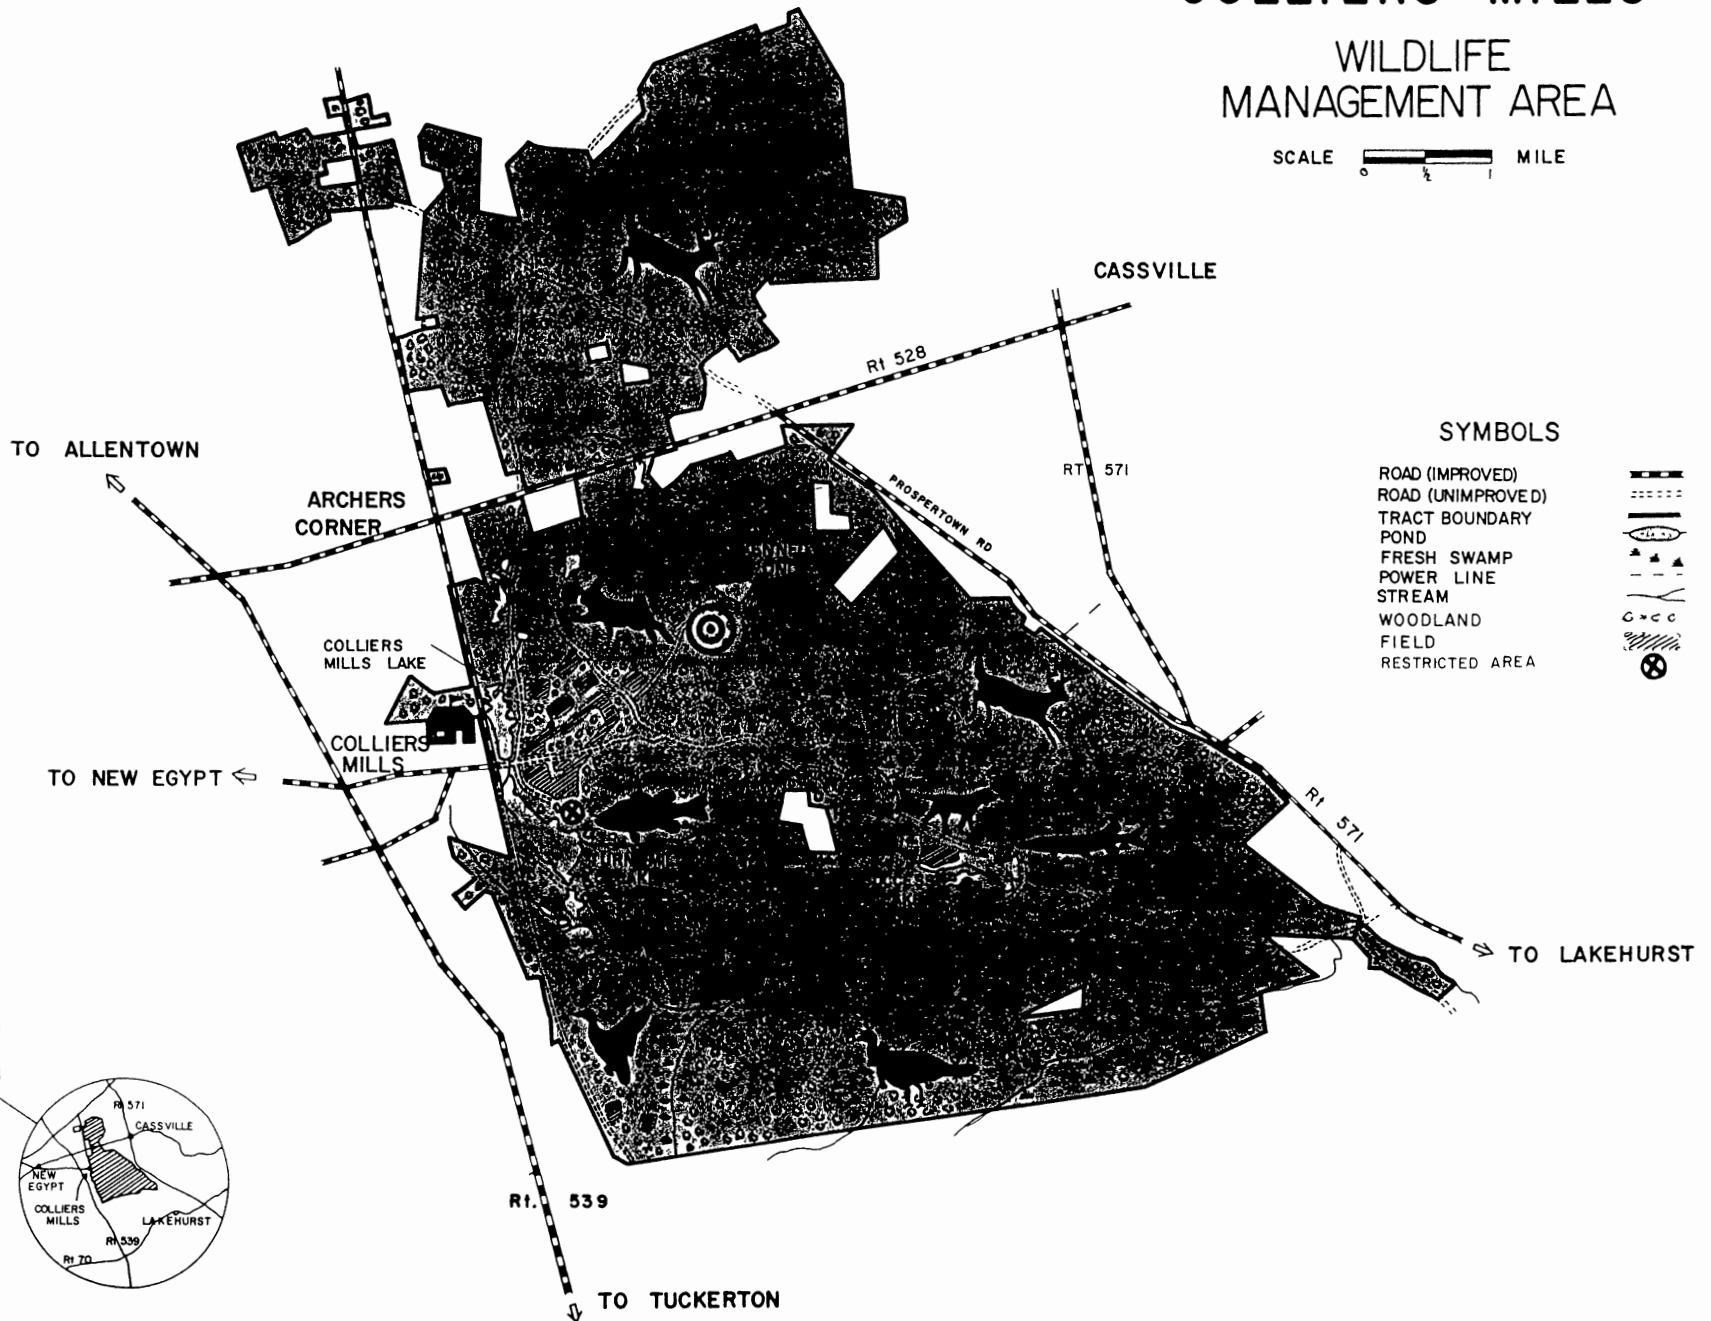 COLLIERS MILLS
WILDLIFE
MANAGEMENT AREA
SCALE
MILE
0 ½ 1
CASSVILLE
Rt 528
TO ALLENTOWN
ARCHERS
CORNER
RT 571
PROSPERTOWN RD
SYMBOLS
ROAD (IMPROVED)
ROAD (UNIMPROVED)
TRACT BOUNDARY
POND
FRESH SWAMP
POWER LINE
STREAM
WOODLAND
FIELD
RESTRICTED AREA
COLLIERS
MILLS LAKE
COLLIERS
MILLS
TO NEW EGYPT
Rt 571
TO LAKEHURST
Rt. 539
TO TUCKERTON
Rt 571
CASSVILLE
NEW
EGYPT
COLLIERS
MILLS
LAKEHURST
Rt 539
Rt 70